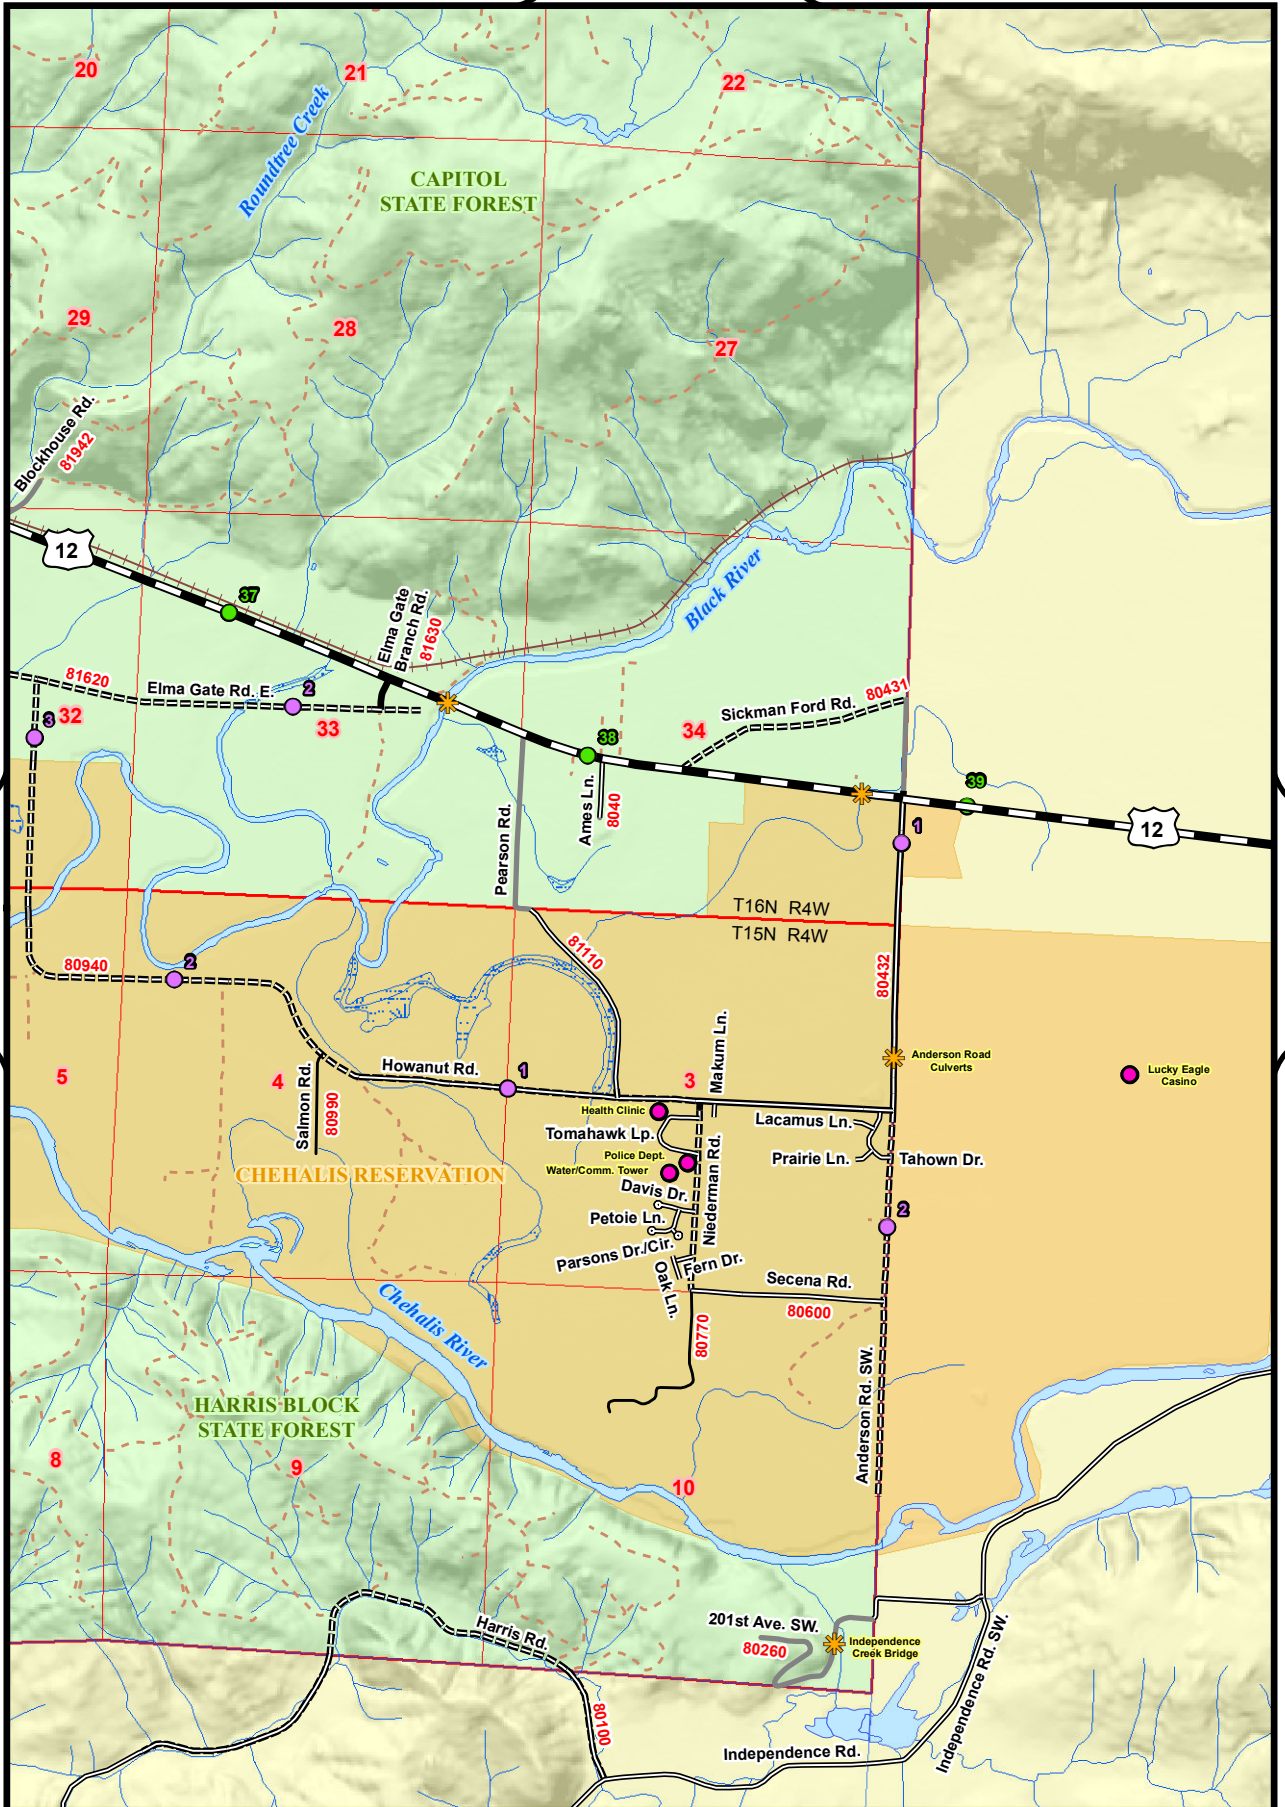 20
21
22
Roundtree Creek
CAPITOL
STATE FOREST
29
28
27
Blockhouse Rd.
81942
12
37
Elma Gate
Branch Rd.
81630
Black River
81620
Elma Gate Rd. E.
2
3
32
33
34
Sickman Ford Rd.
80431
38
39
Ames Ln.
8040
Pearson Rd.
1
12
T16N R4W
T15N R4W
81110
80432
80940
2
Makum Ln.
Anderson Road
Culverts
Lucky Eagle
Casino
5
4
Howanut Rd.
1
3
Salmon Rd.
80990
Health Clinic
Lacamus Ln.
Tomahawk Lp.
Police Dept.
Water/Comm. Tower
Prairie Ln.
Tahown Dr.
CHEHALIS RESERVATION
Davis Dr.
Niederman Rd.
2
Petoie Ln.
Parsons Dr./Cir.
Fern Dr.
Oak Ln.
Secena Rd.
80600
Chehalis River
80770
Anderson Rd. SW.
HARRIS BLOCK
STATE FOREST
8
9
10
Harris Rd.
201st Ave. SW.
80260
Independence
Creek Bridge
80100
Independence Rd. SW.
Independence Rd.